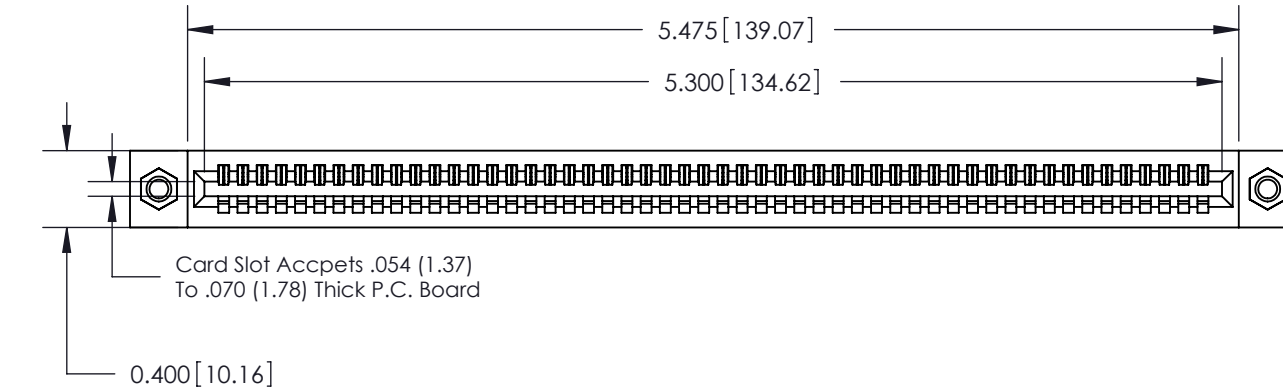 5.475 [139.07]
5.300 [134.62]
Card Slot Accpets .054 (1.37)
To .070 (1.78) Thick P.C. Board
0.400 [10.16]